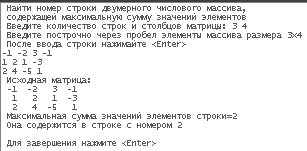 Найти номер строки двумерного числового массива,
содержащей максимальную сумму значений элементов
Введите количество строк и столбцов матрицы: 3 4
Введите построчно через пробел элементы массива размера 3х4
После ввода строки нажимайте <Enter>
-1 -2 3 -1
1 2 1 -3
2 4 -5 1
Исходная матрица:
-1 -2 3 -1
1 2 1 -3
2 4 -5 1
Максимальная сумма значений элементов строки=2
Она содержится в строке с номером 2
Для завершения нажмите <Enter>